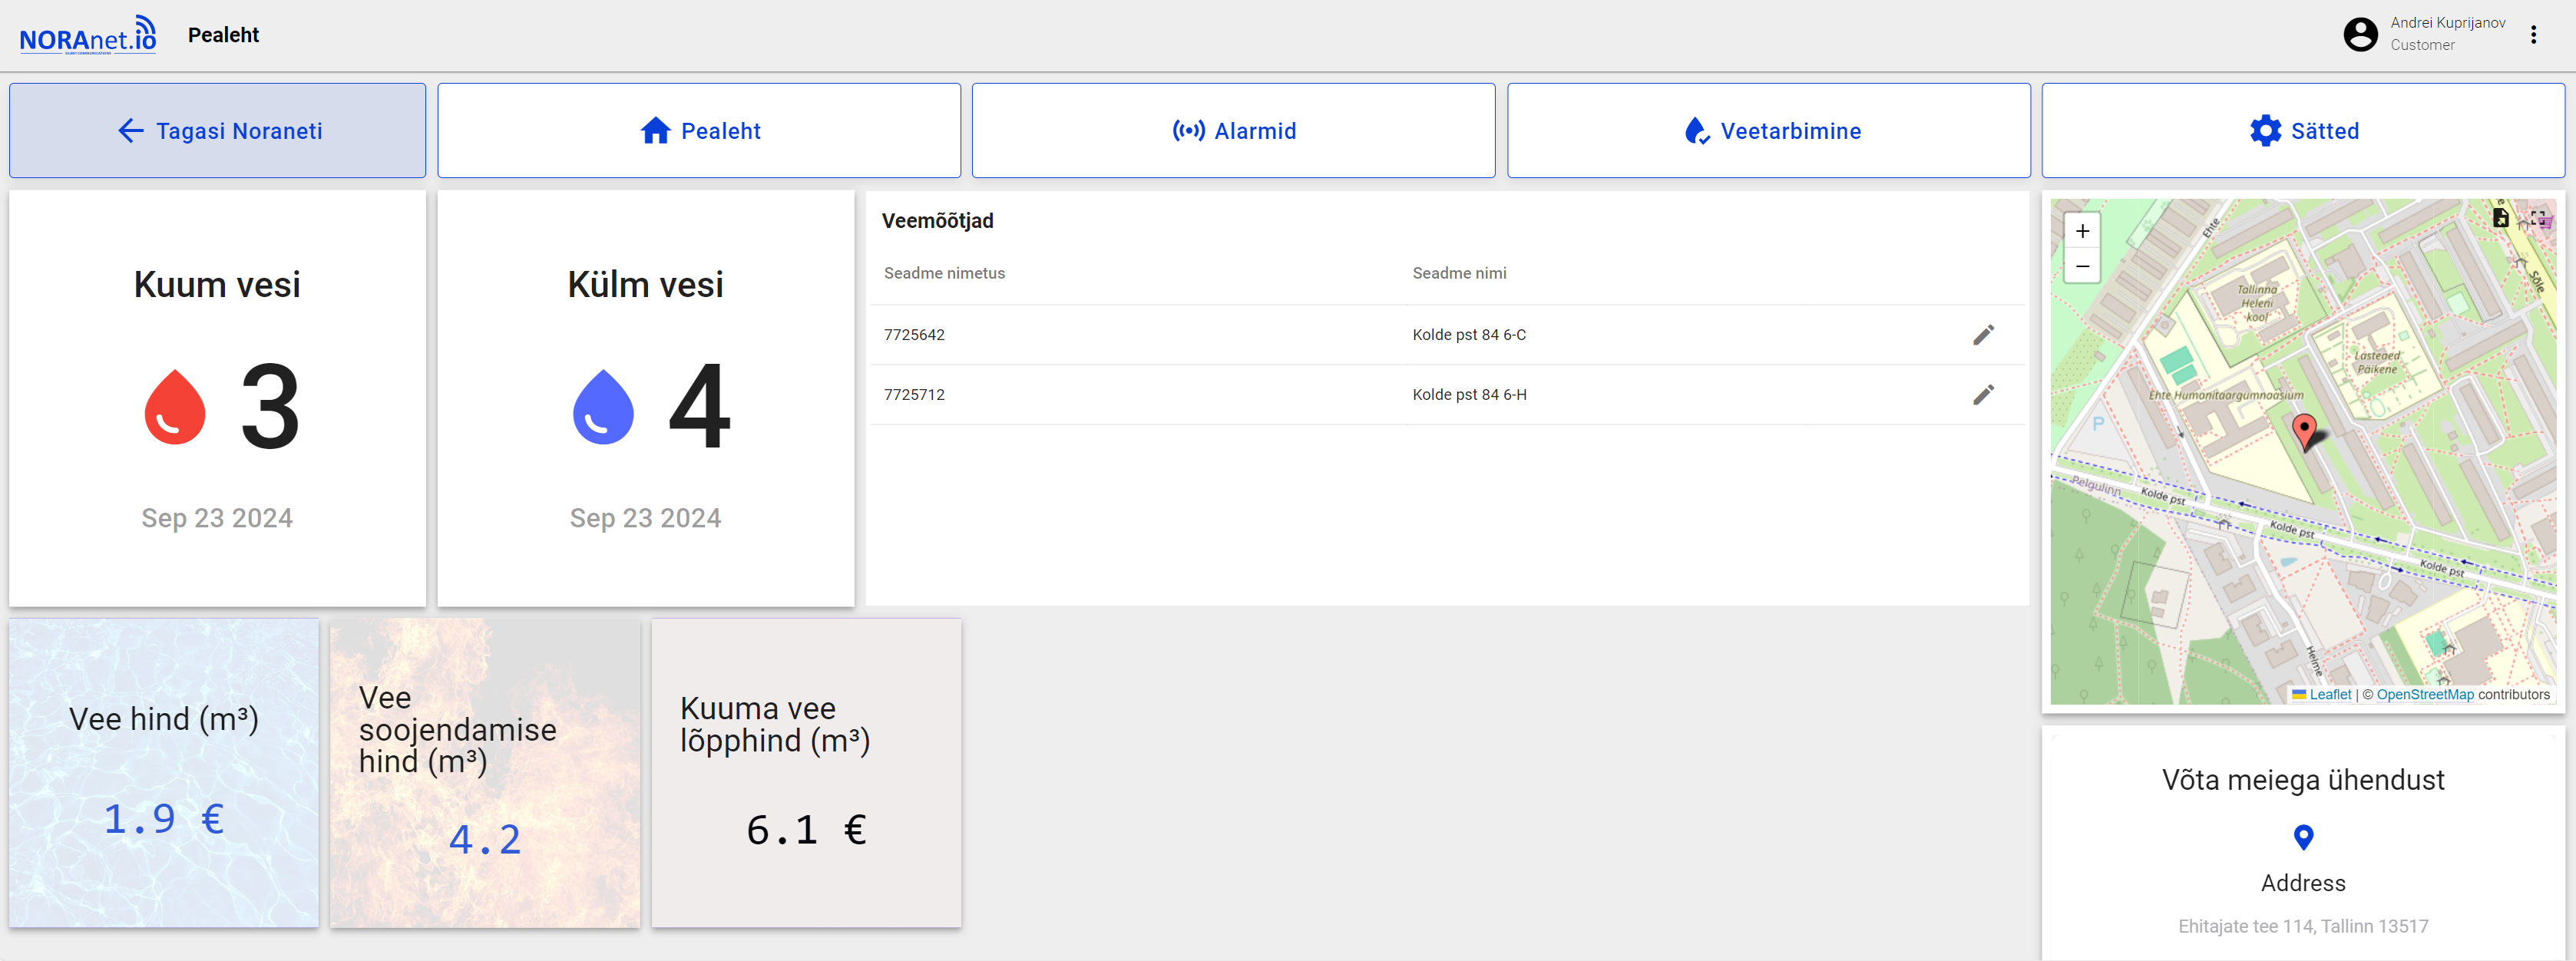 NORAnet.io
Pealeht
Andrei Kuprijanov
Customer
Tagasi Noraneti
Pealeht
Alarmid
Veetarbimine
Sätted
Kuum vesi
3
Sep 23 2024
Külm vesi
4
Sep 23 2024
Veemõõtjad
Seadme nimetus
Seadme nimi
7725642
Kolde pst 84 6-C
7725712
Kolde pst 84 6-H
+
−
Ehte
Sõle
Tallinna
Heleni
kool
Lasteaed
Päikene
Ehte Humanitaargümnaasium
P
Pelgulinn
Kolde pst
Kolde pst
Kolde pst
Helme
Leaflet | © OpenStreetMap contributors
Vee hind (m³)
1.9 €
Vee
soojendamise
hind (m³)
4.2
Kuuma vee
lõpphind (m³)
6.1 €
Võta meiega ühendust
Address
Ehitajate tee 114, Tallinn 13517